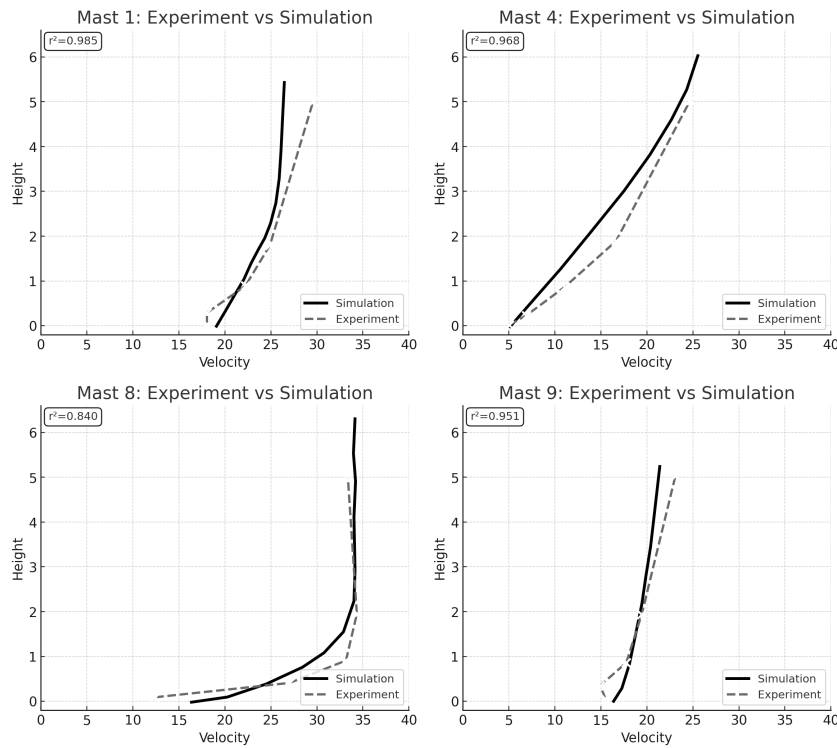 Mast 1: Experiment vs Simulation
r²=0.985
6
5
4
3
2
1
0
Height
Simulation
Experiment
0 5 10 15 20 25 30 35 40
Velocity
Mast 4: Experiment vs Simulation
r²=0.968
6
5
4
3
2
1
0
Height
Simulation
Experiment
0 5 10 15 20 25 30 35 40
Velocity
Mast 8: Experiment vs Simulation
r²=0.840
6
5
4
3
2
1
0
Height
Simulation
Experiment
0 5 10 15 20 25 30 35 40
Velocity
Mast 9: Experiment vs Simulation
r²=0.951
6
5
4
3
2
1
0
Height
Simulation
Experiment
0 5 10 15 20 25 30 35 40
Velocity